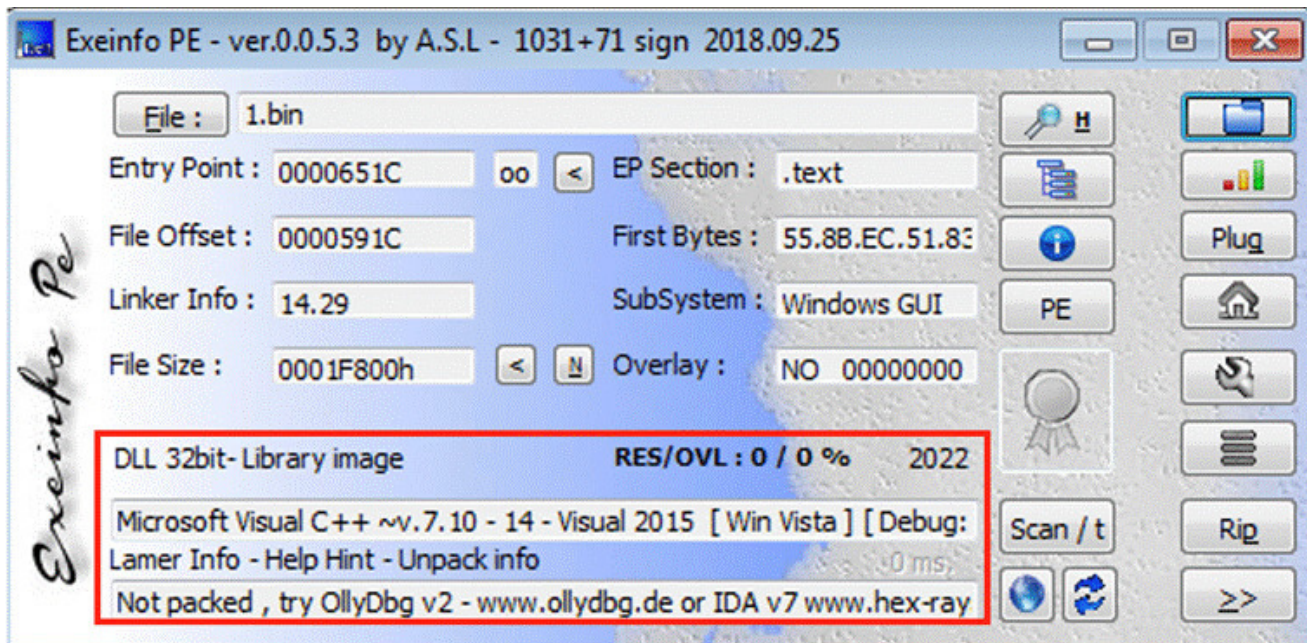 Exeinfo PE - ver.0.0.5.3 by A.S.L - 1031+71 sign 2018.09.25
File : 1.bin H
Entry Point : 0000651C oo < EP Section : .text
File Offset : 0000591C First Bytes : 55.8B.EC.51.83 Plug
Linker Info : 14.29 SubSystem : Windows GUI PE
File Size : 0001F800h < N Overlay : NO 00000000
Exeinfo Pe
DLL 32bit- Library image RES/OVL : 0 / 0 % 2022
Microsoft Visual C++ ~v.7.10 - 14 - Visual 2015 [ Win Vista ] [ Debug: Scan / t Rip
Lamer Info - Help Hint - Unpack info 0 ms.
Not packed , try OllyDbg v2 - www.ollydbg.de or IDA v7 www.hex-ray >>